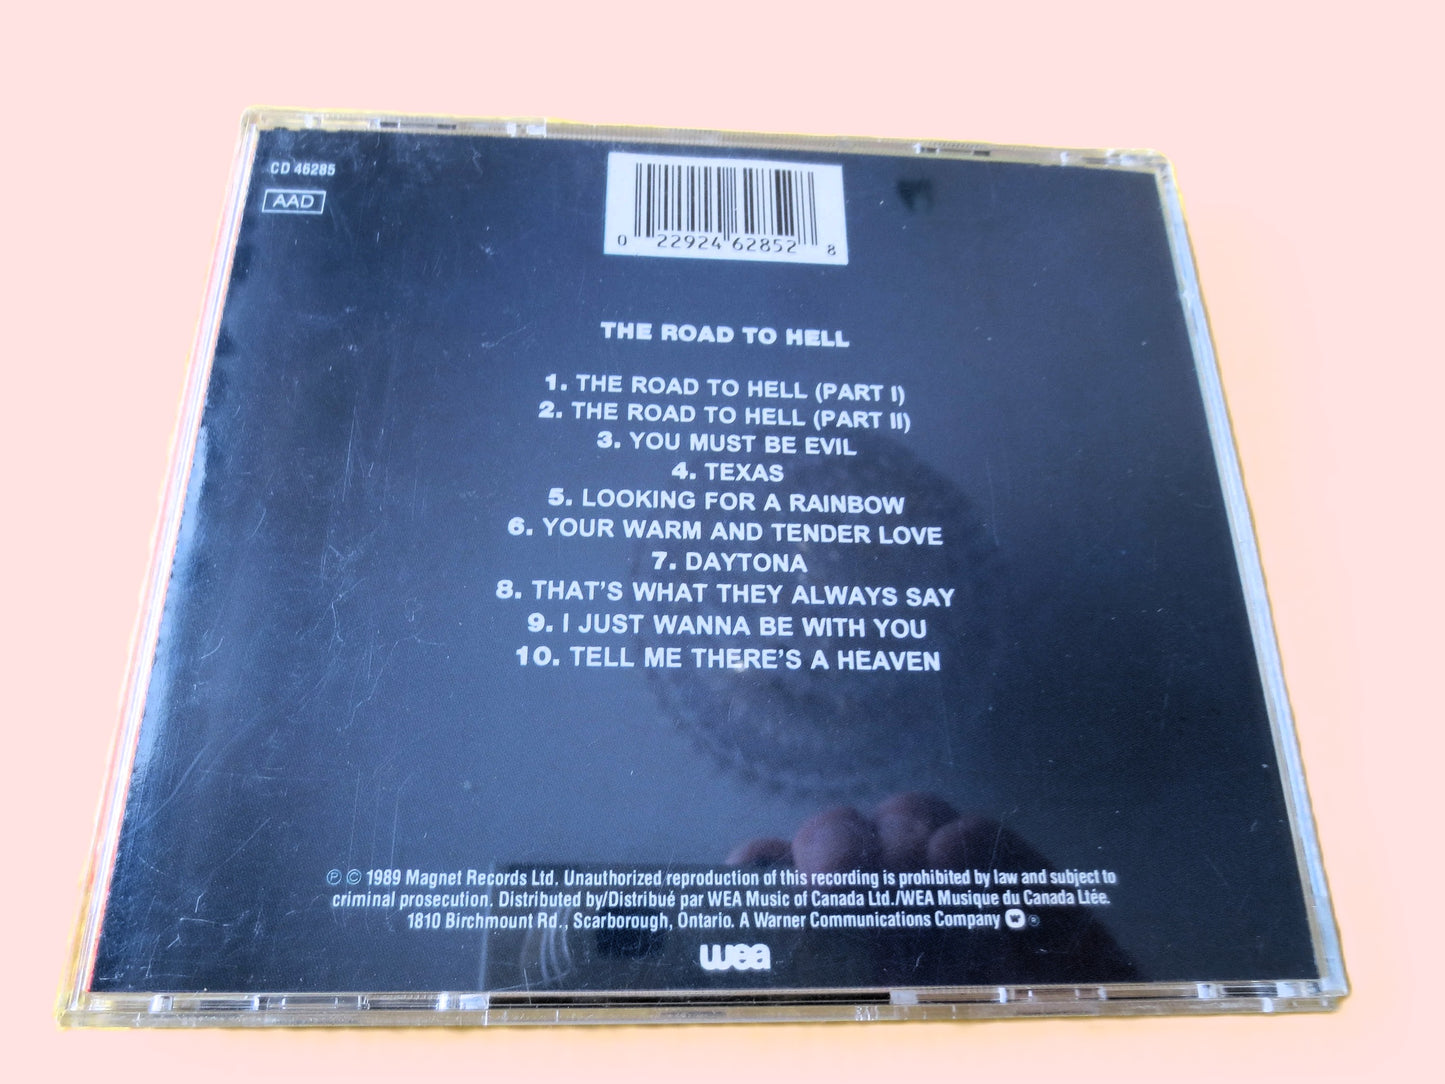 CD 46285
AAD
0 22924 62852 8
THE ROAD TO HELL
1. THE ROAD TO HELL (PART I)
2. THE ROAD TO HELL (PART II)
3. YOU MUST BE EVIL
4. TEXAS
5. LOOKING FOR A RAINBOW
6. YOUR WARM AND TENDER LOVE
7. DAYTONA
8. THAT'S WHAT THEY ALWAYS SAY
9. I JUST WANNA BE WITH YOU
10. TELL ME THERE'S A HEAVEN
℗ © 1989 Magnet Records Ltd. Unauthorized reproduction of this recording is prohibited by law and subject to
criminal prosecution. Distributed by/Distribué par WEA Music of Canada Ltd./WEA Musique du Canada Ltée.
1810 Birchmount Rd., Scarborough, Ontario. A Warner Communications Company ®
wea